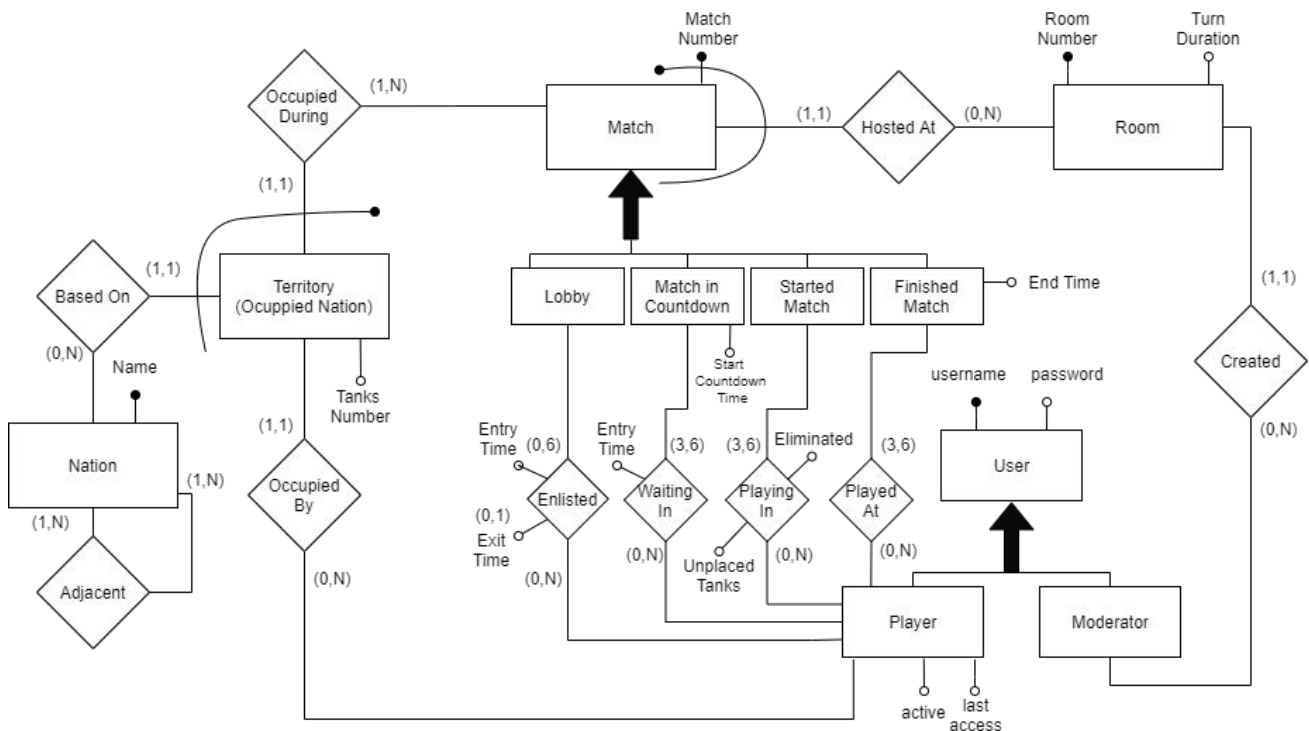 Match
Number
Room
Number
Turn
Duration
Occupied
During
(1,N)
Match
(1,1)
Hosted At
(0,N)
Room
(1,1)
Based On
(1,1)
Territory
(Ocuppied Nation)
Lobby
Match in
Countdown
Started
Match
Finished
Match
End Time
(1,1)
(0,N)
Name
Tanks
Number
Start
Countdown
Time
username
password
Created
(0,N)
Nation
(1,N)
(1,N)
(1,1)
Occupied
By
Entry
Time
(0,6)
Entry
Time
(3,6)
(3,6)
Eliminated
(3,6)
User
Enlisted
Waiting
In
Playing
In
Played
At
(0,1)
Exit
Time
(0,N)
(0,N)
(0,N)
(0,N)
Unplaced
Tanks
Adjacent
(0,N)
Player
Moderator
active
last
access